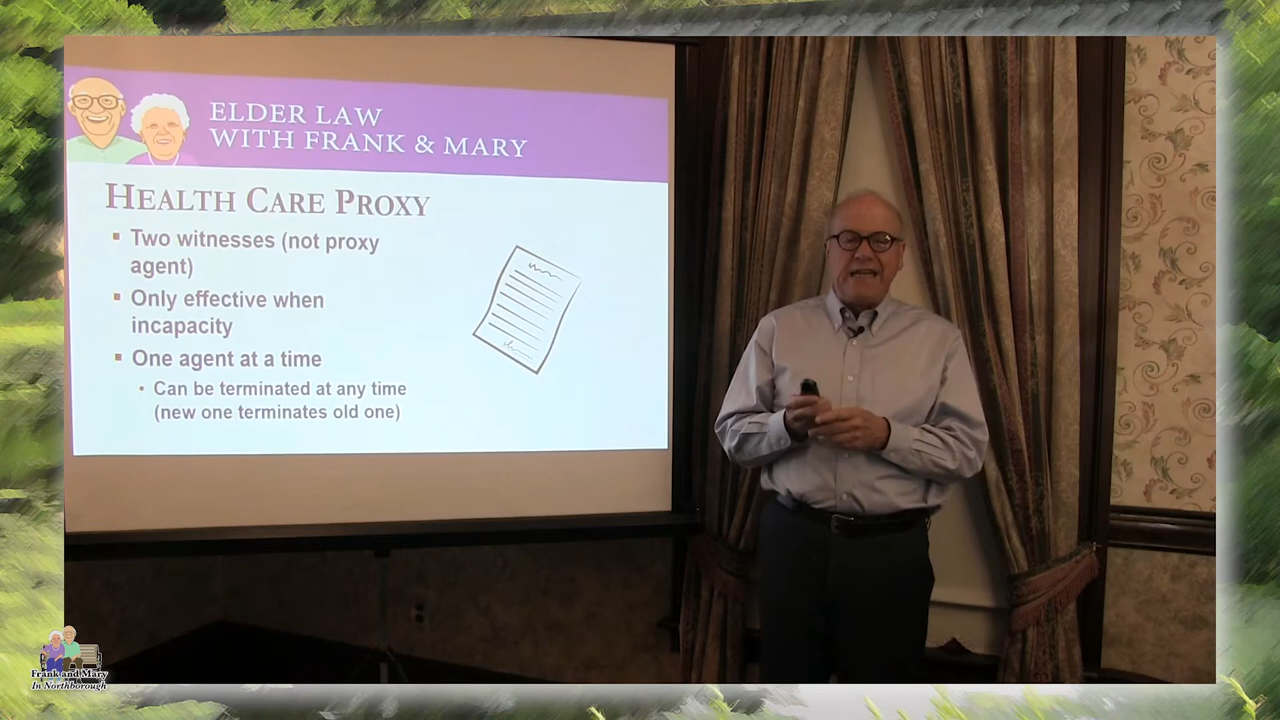 ELDER LAW
WITH FRANK & MARY
HEALTH CARE PROXY
Two witnesses (not proxy
agent)
Only effective when
incapacity
One agent at a time
Can be terminated at any time
(new one terminates old one)
Frank and Mary
In Northborough